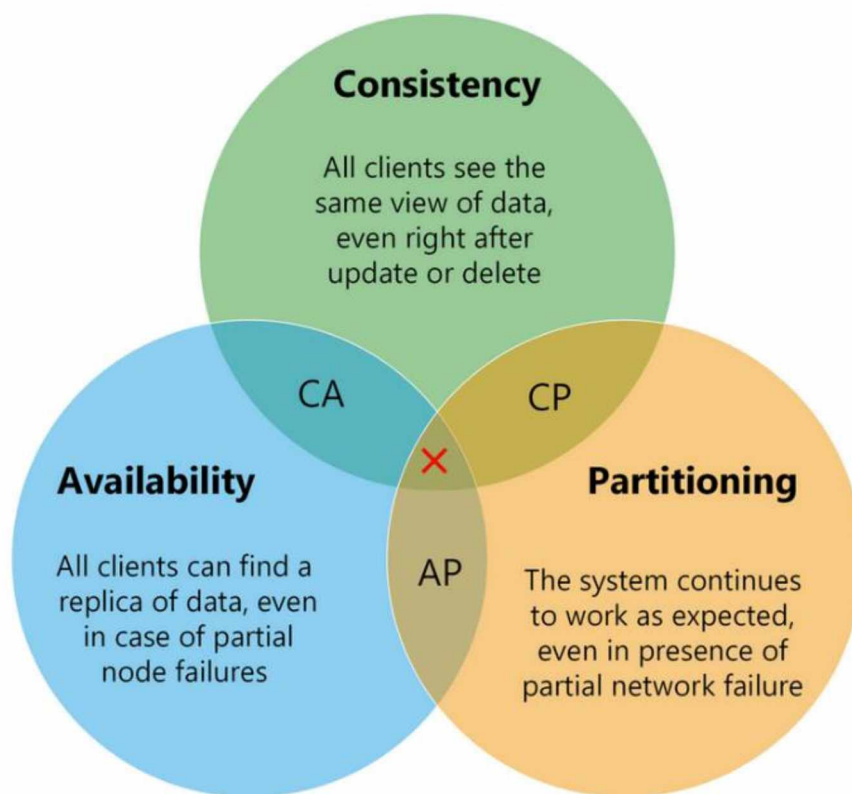 Consistency
All clients see the
same view of data,
even right after
update or delete
CA
CP
Availability
All clients can find a
replica of data, even
in case of partial
node failures
AP
Partitioning
The system continues
to work as expected,
even in presence of
partial network failure